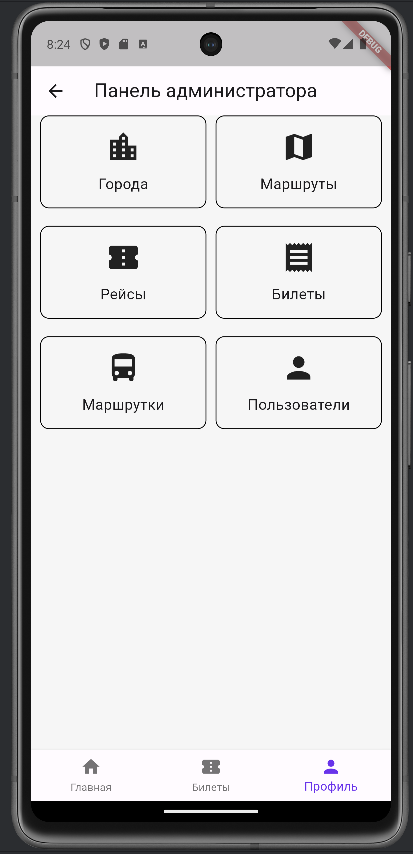 8:24
DEBUG
Панель администратора
Города
Маршруты
Рейсы
Билеты
Маршрутки
Пользователи
Главная
Билеты
Профиль